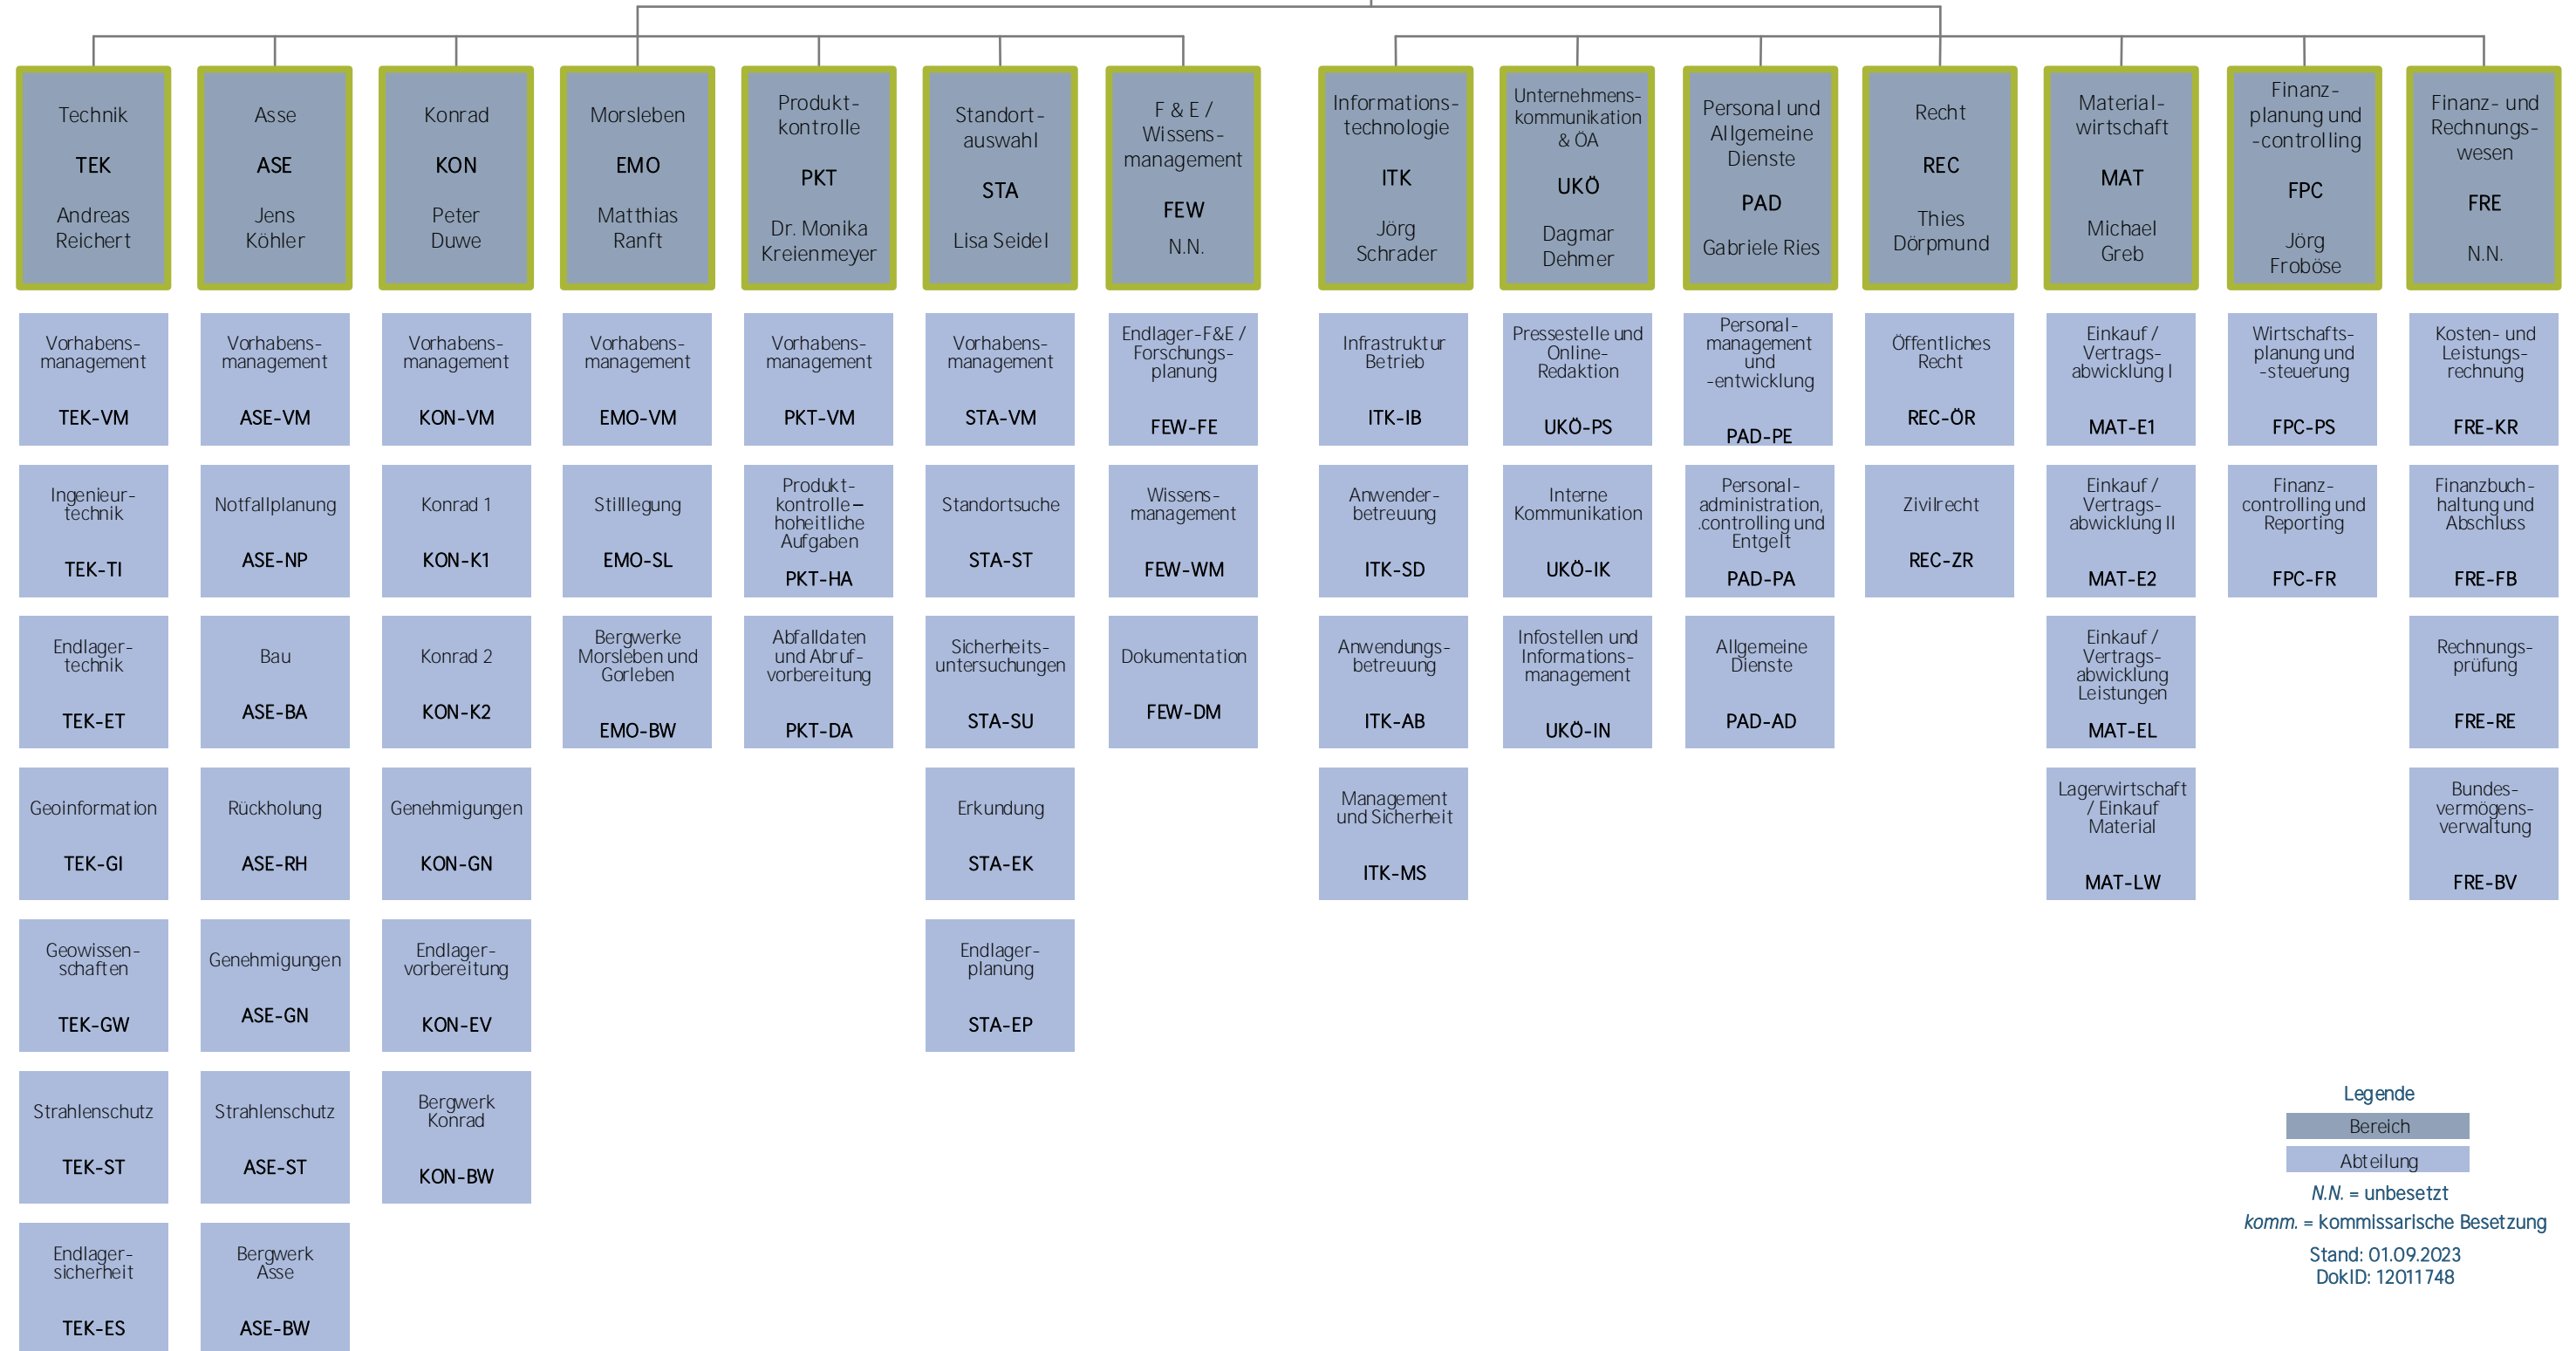 Technik
TEK
Andreas
Reichert
Asse
ASE
Jens
Köhler
Konrad
KON
Peter
Duwe
Morsleben
EMO
Matthias
Ranft
Produkt-
kontrolle
PKT
Dr. Monika
Kreienmeyer
Standort-
auswahl
STA
Lisa Seidel
F & E /
Wissens-
management
FEW
N.N.
Informations-
technologie
ITK
Jörg
Schrader
Unternehmens-
kommunikation
& ÖA
UKÖ
Dagmar
Dehmer
Personal und
Allgemeine
Dienste
PAD
Gabriele Ries
Recht
REC
Thies
Dörpmund
Material-
wirtschaft
MAT
Michael
Greb
Finanz-
planung und
-controlling
FPC
Jörg
Froböse
Finanz- und
Rechnungs-
wesen
FRE
N.N.
Vorhabens-
management
TEK-VM
Vorhabens-
management
ASE-VM
Vorhabens-
management
KON-VM
Vorhabens-
management
EMO-VM
Vorhabens-
management
PKT-VM
Vorhabens-
management
STA-VM
Endlager-F&E /
Forschungs-
planung
FEW-FE
Infrastruktur
Betrieb
ITK-IB
Pressestelle und
Online-
Redaktion
UKÖ-PS
Personal-
management
und
-entwicklung
PAD-PE
Öffentliches
Recht
REC-ÖR
Einkauf /
Vertrags-
abwicklung I
MAT-E1
Wirtschafts-
planung und
-steuerung
FPC-PS
Kosten- und
Leistungs-
rechnung
FRE-KR
Ingenieur-
technik
TEK-TI
Notfallplanung
ASE-NP
Konrad 1
KON-K1
Stilllegung
EMO-SL
Produkt-
kontrolle –
hoheitliche
Aufgaben
PKT-HA
Standortsuche
STA-ST
Wissens-
management
FEW-WM
Anwender-
betreuung
ITK-SD
Interne
Kommunikation
UKÖ-IK
Personal-
administration,
.controlling und
Entgelt
PAD-PA
Zivilrecht
REC-ZR
Einkauf /
Vertrags-
abwicklung II
MAT-E2
Finanz-
controlling und
Reporting
FPC-FR
Finanzbuch-
haltung und
Abschluss
FRE-FB
Endlager-
technik
TEK-ET
Bau
ASE-BA
Konrad 2
KON-K2
Bergwerke
Morsleben und
Gorleben
EMO-BW
Abfalldaten
und Abruf-
vorbereitung
PKT-DA
Sicherheits-
untersuchungen
STA-SU
Dokumentation
FEW-DM
Anwendungs-
betreuung
ITK-AB
Infostellen und
Informations-
management
UKÖ-IN
Allgemeine
Dienste
PAD-AD
Einkauf /
Vertrags-
abwicklung
Leistungen
MAT-EL
Rechnungs-
prüfung
FRE-RE
Geoinformation
TEK-GI
Rückholung
ASE-RH
Genehmigungen
KON-GN
Erkundung
STA-EK
Management
und Sicherheit
ITK-MS
Lagerwirtschaft
/ Einkauf
Material
MAT-LW
Bundes-
vermögens-
verwaltung
FRE-BV
Geowissen-
schaften
TEK-GW
Genehmigungen
ASE-GN
Endlager-
vorbereitung
KON-EV
Endlager-
planung
STA-EP
Strahlenschutz
TEK-ST
Strahlenschutz
ASE-ST
Bergwerk
Konrad
KON-BW
Endlager-
sicherheit
TEK-ES
Bergwerk
Asse
ASE-BW
Legende
Bereich
Abteilung
N.N. = unbesetzt
komm. = kommissarische Besetzung
Stand: 01.09.2023
DokID: 12011748